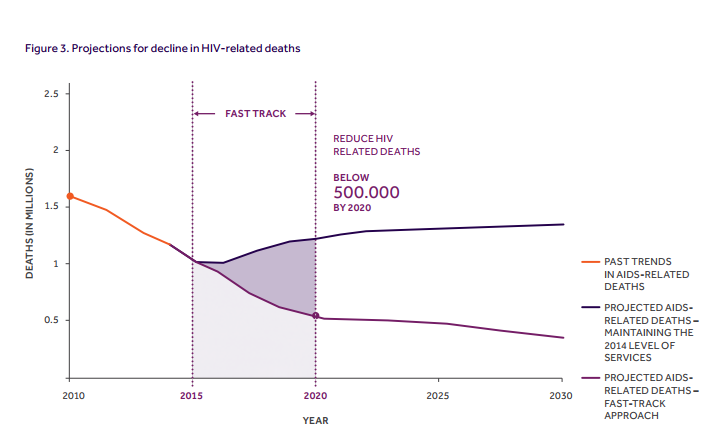 Figure 3. Projections for decline in HIV-related deaths
2.5
2
1.5
1
0.5
DEATHS (IN MILLIONS)
FAST TRACK
REDUCE HIV
RELATED DEATHS
BELOW
500.000
BY 2020
2010
2015
2020
2025
2030
YEAR
PAST TRENDS
IN AIDS-RELATED
DEATHS
PROJECTED AIDS-
RELATED DEATHS –
MAINTAINING THE
2014 LEVEL OF
SERVICES
PROJECTED AIDS-
RELATED DEATHS –
FAST-TRACK
APPROACH